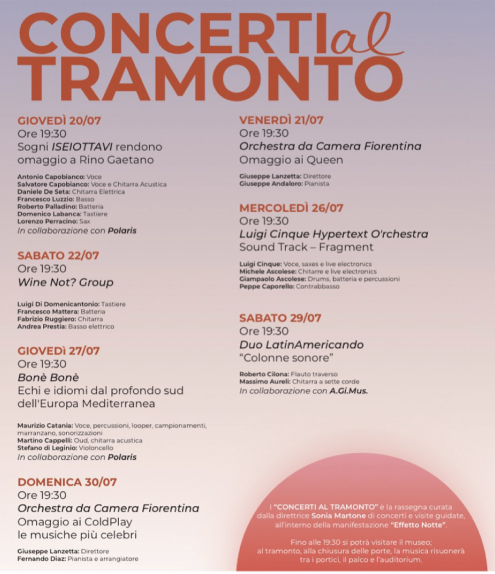 CONCERTI al
TRAMONTO
GIOVEDÌ 20/07
Ore 19:30
Sogni ISEIOTTAVI rendono
omaggio a Rino Gaetano
Antonio Capobianco: Voce
Salvatore Capobianco: Voce e Chitarra Acustica
Daniele De Seta: Chitarra Elettrica
Francesco Luzzio: Basso
Roberto Palladino: Batteria
Domenico Labanca: Tastiere
Lorenzo Perracino: Sax
In collaborazione con Polaris
SABATO 22/07
Ore 19:30
Wine Not? Group
Luigi Di Domenicantonio: Tastiere
Francesco Mattera: Batteria
Fabrizio Ruggiero: Chitarra
Andrea Prestia: Basso elettrico
GIOVEDÌ 27/07
Ore 19:30
Bonè Bonè
Echi e idiomi dal profondo sud
dell'Europa Mediterranea
Maurizio Catania: Voce, percussioni, looper, campionamenti,
marranzano, sonorizzazioni
Martino Cappelli: Oud, chitarra acustica
Stefano di Leginio: Violoncello
In collaborazione con Polaris
DOMENICA 30/07
Ore 19:30
Orchestra da Camera Fiorentina
Omaggio ai ColdPlay
le musiche più celebri
Giuseppe Lanzetta: Direttore
Fernando Diaz: Pianista e arrangiatore
VENERDÌ 21/07
Ore 19:30
Orchestra da Camera Fiorentina
Omaggio ai Queen
Giuseppe Lanzetta: Direttore
Giuseppe Andaloro: Pianista
MERCOLEDÌ 26/07
Ore 19:30
Luigi Cinque Hypertext O'rchestra
Sound Track – Fragment
Luigi Cinque: Voce, saxes e live electronics
Michele Ascolese: Chitarre e live electronics
Giampaolo Ascolese: Drums, batteria e percussioni
Peppe Caporello: Contrabbasso
SABATO 29/07
Ore 19:30
Duo LatinAmericando
“Colonne sonore”
Roberto Cilona: Flauto traverso
Massimo Aureli: Chitarra a sette corde
In collaborazione con A.Gi.Mus.
I “CONCERTI AL TRAMONTO” è la rassegna curata
dalla direttrice Sonia Martone di concerti e visite guidate,
all'interno della manifestazione “Effetto Notte”.
Fino alle 19:30 si potrà visitare il museo;
al tramonto, alla chiusura delle porte, la musica risuonerà
tra i portici, il palco e l'auditorium.